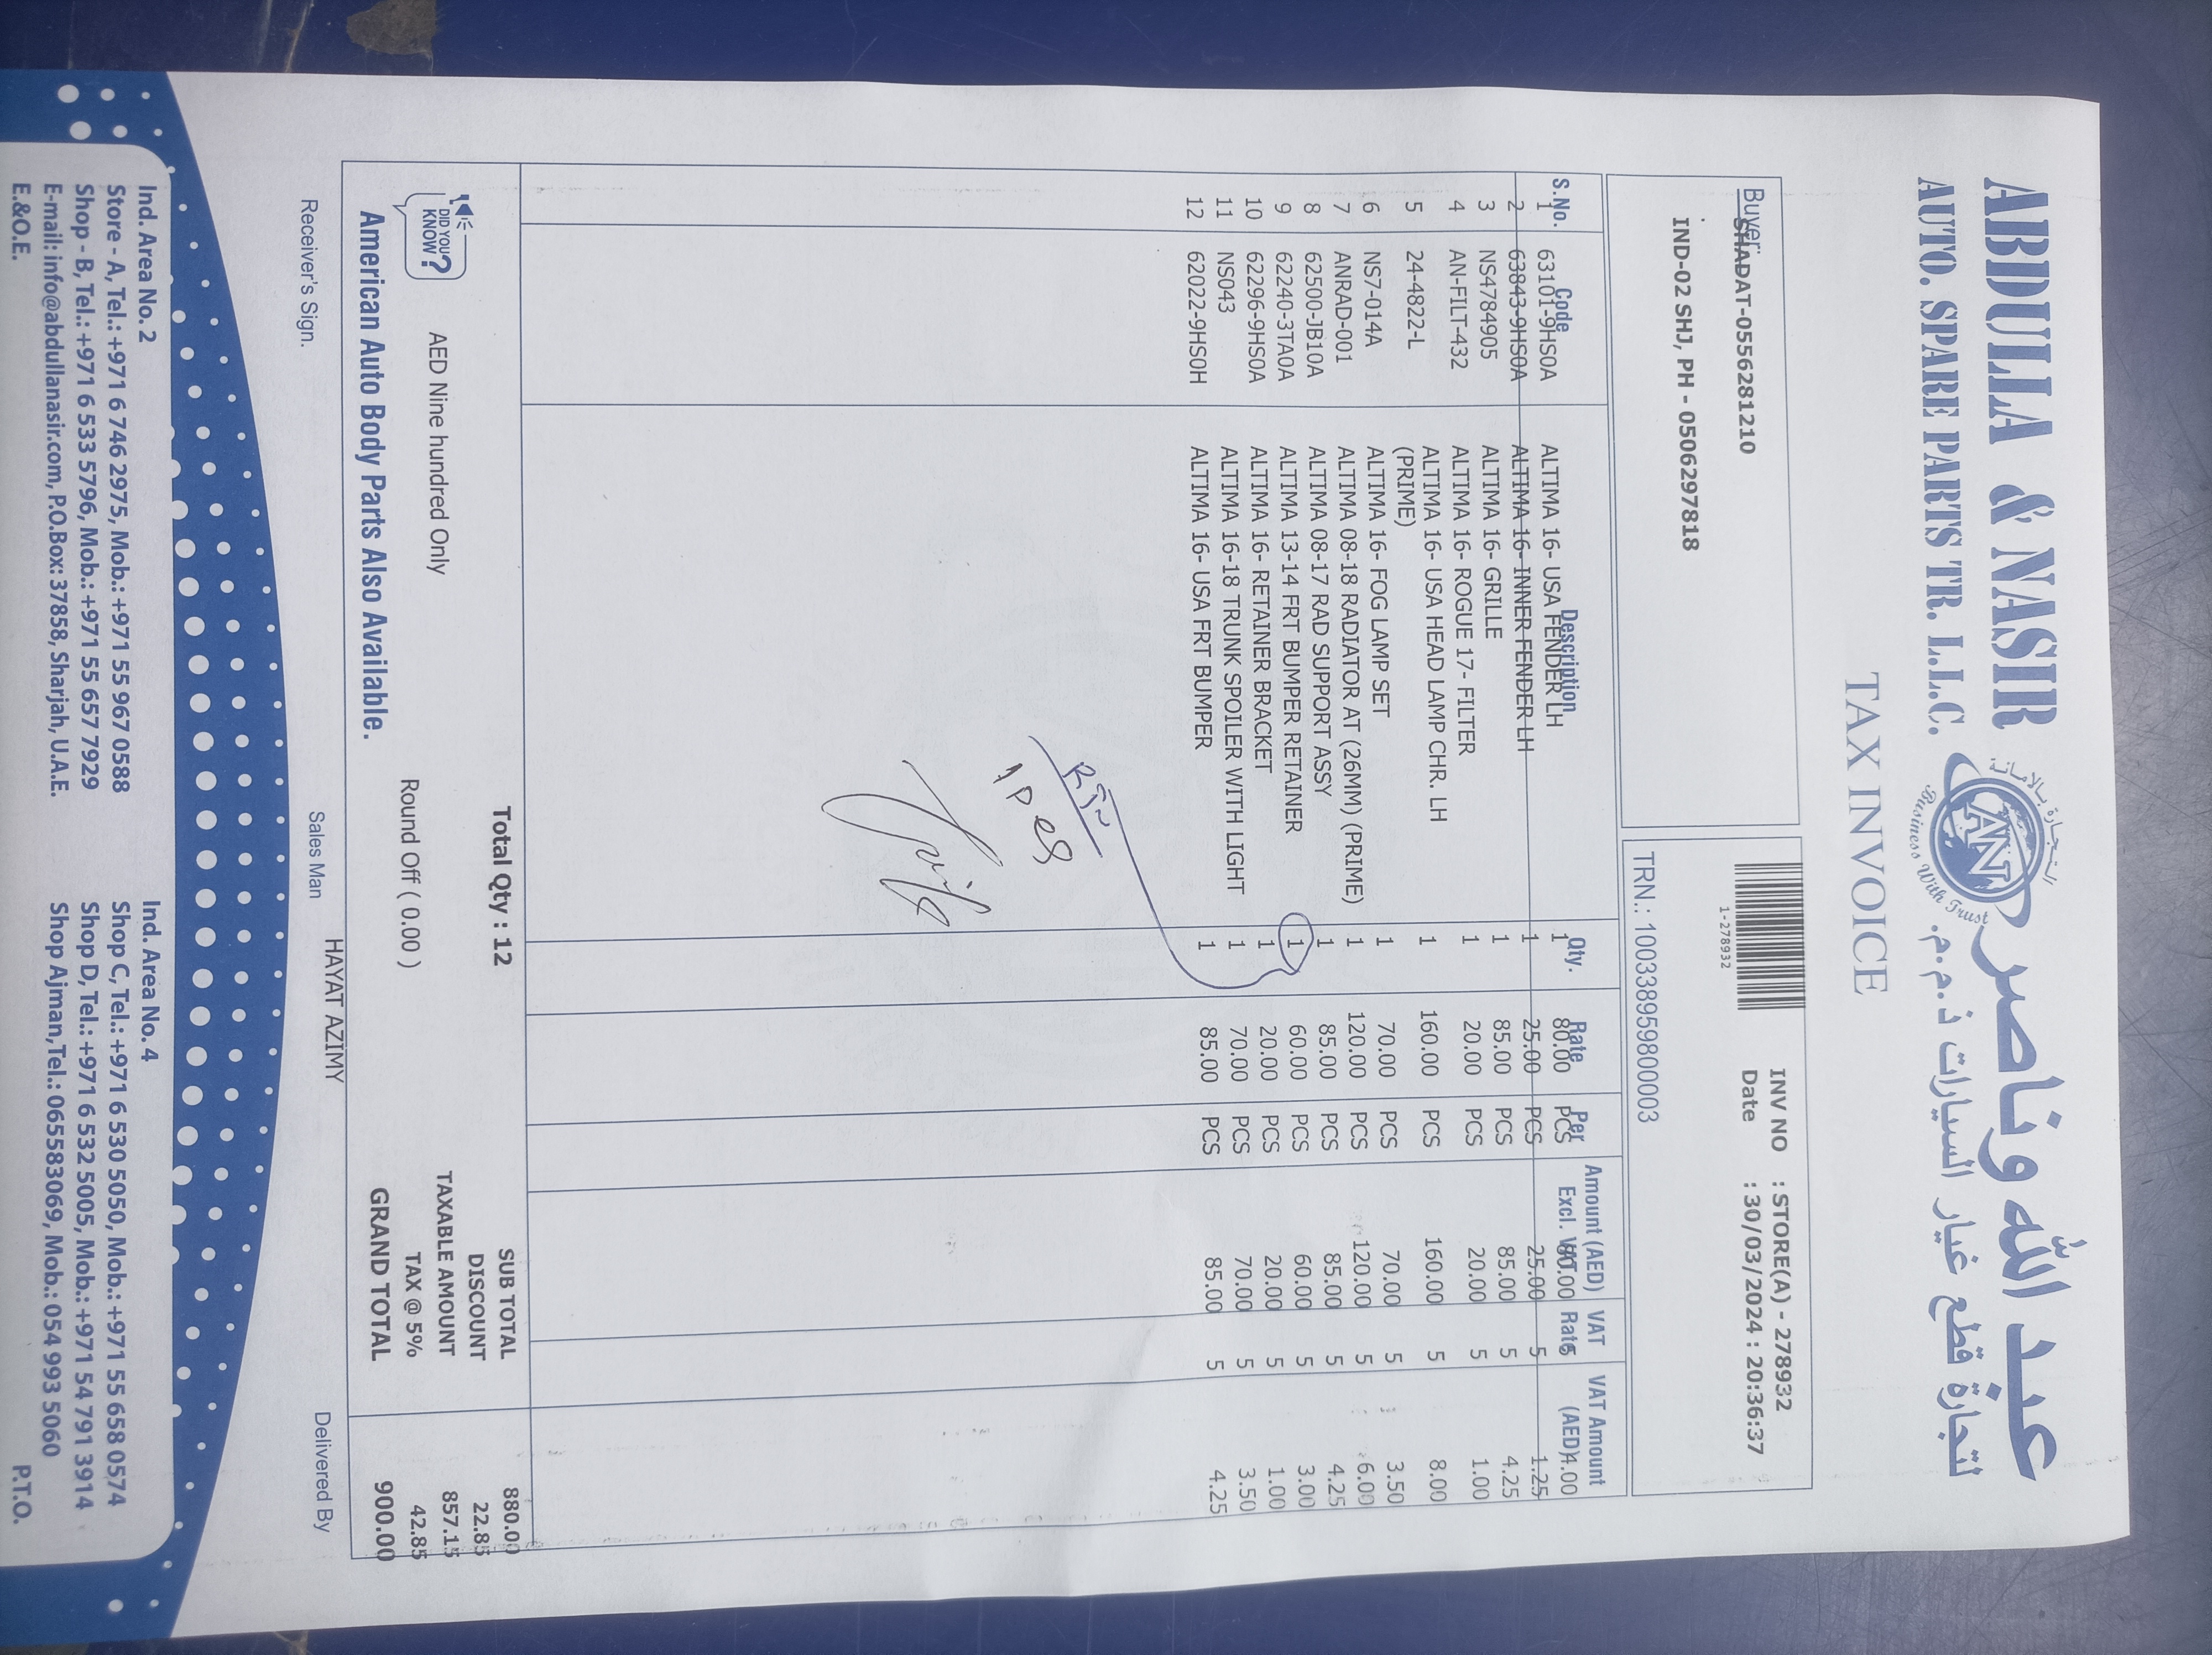 ABDULLA & NASIR
AUTO. SPARE PARTS TR. L.L.C.
عبد الله وناصر
لتجارة قطع غيار السيارات ذ.م.م.
التجارة بالامانة
AN
Business With Trust
TAX INVOICE
Buyer:
SHADAT-0556281210
IND-02 SHJ, PH - 0506297818
1-278932
INV NO : STORE(A) - 278932
Date : 30/03/2024 : 20:36:37
TRN.: 100338959800003
S.No. Code Description Qty. Rate Per Amount (AED) Excl. VAT VAT Rate VAT Amount (AED)
1 63101-9HS0A ALTIMA 16- USA FENDER LH 1 80.00 PCS 80.00 5 4.00
2 63843-9HS0A ALTIMA 16- INNER FENDER LH 1 25.00 PCS 25.00 5 1.25
3 NS4784905 ALTIMA 16- GRILLE 1 85.00 PCS 85.00 5 4.25
4 AN-FILT-432 ALTIMA 16- ROGUE 17- FILTER 1 20.00 PCS 20.00 5 1.00
5 24-4822-L ALTIMA 16- USA HEAD LAMP CHR. LH 1 160.00 PCS 160.00 5 8.00
(PRIME)
6 NS7-014A ALTIMA 16- FOG LAMP SET 1 70.00 PCS 70.00 5 3.50
7 ANRAD-001 ALTIMA 08-18 RADIATOR AT (26MM) (PRIME) 1 120.00 PCS 120.00 5 6.00
8 62500-JB10A ALTIMA 08-17 RAD SUPPORT ASSY 1 85.00 PCS 85.00 5 4.25
9 62240-3TA0A ALTIMA 13-14 FRT BUMPER RETAINER 1 60.00 PCS 60.00 5 3.00
10 62296-9HS0A ALTIMA 16- RETAINER BRACKET 1 20.00 PCS 20.00 5 1.00
11 NS043 ALTIMA 16-18 TRUNK SPOILER WITH LIGHT 1 70.00 PCS 70.00 5 3.50
12 62022-9HS0H ALTIMA 16- USA FRT BUMPER 1 85.00 PCS 85.00 5 4.25
1 Pes
Total Qty : 12
SUB TOTAL 880.00
DISCOUNT 22.85
DID YOU KNOW?
AED Nine hundred Only
TAXABLE AMOUNT 857.15
Round Off ( 0.00 )
TAX @ 5% 42.85
American Auto Body Parts Also Available.
GRAND TOTAL 900.00
HAYAT AZIMY
Receiver's Sign. Sales Man Delivered By
Ind. Area No. 2
Store - A, Tel.: +971 6 746 2975, Mob.: +971 55 967 0588
Shop - B, Tel.: +971 6 533 5796, Mob.: +971 55 657 7929
E-mail: info@abdullanasir.com, P.O.Box: 37858, Sharjah, U.A.E.
E.&O.E.
Ind. Area No. 4
Shop C, Tel.: +971 6 530 5050, Mob.: +971 55 658 0574
Shop D, Tel.: +971 6 532 5005, Mob.: +971 54 791 3914
Shop Ajman, Tel.: 065583069, Mob.: 054 993 5060
P.T.O.